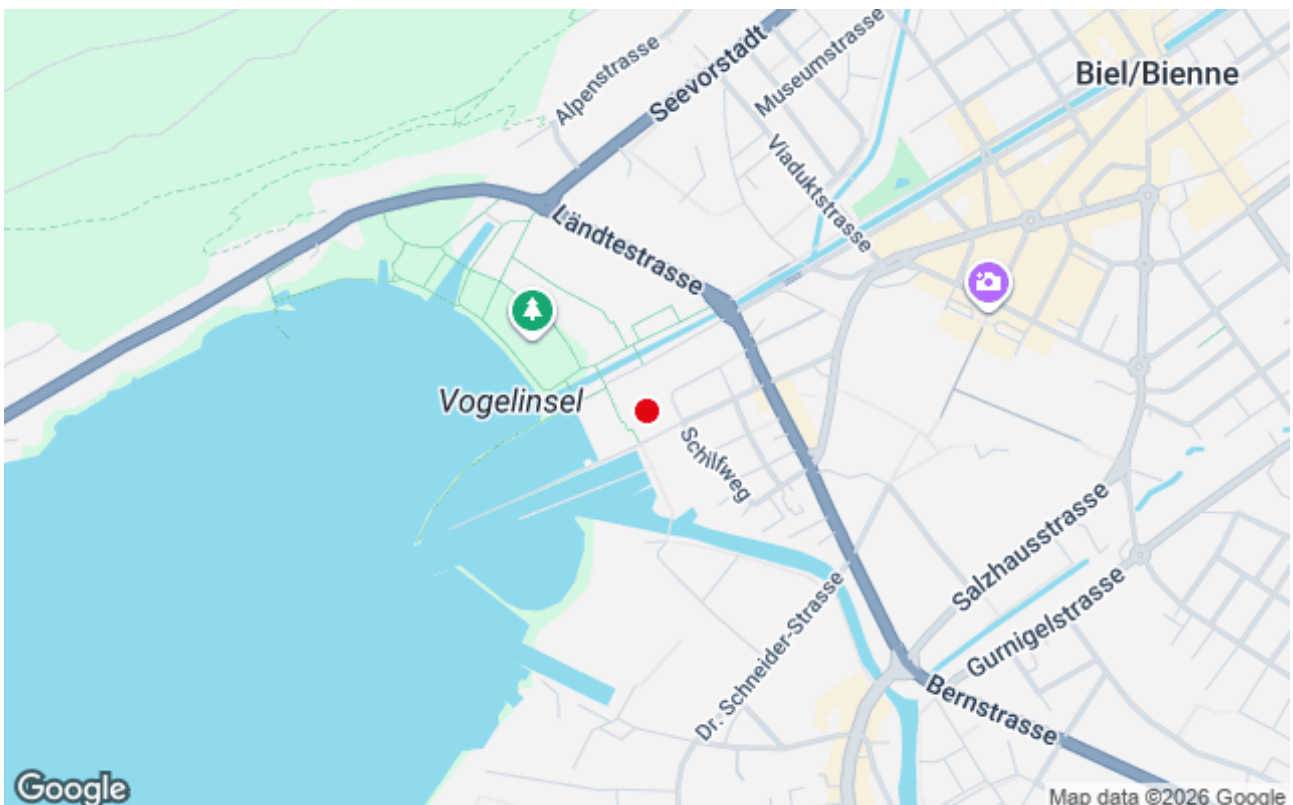 Alpenstrasse
Seevorstadt
Museumstrasse
Biel/Bienne
Viaduktstrasse
Ländtestrasse
Vogelinsel
Schilfweg
Salzhausstrasse
Gurnigelstrasse
Dr. Schneider-Strasse
Bernstrasse
Google
Map data ©2026 Google